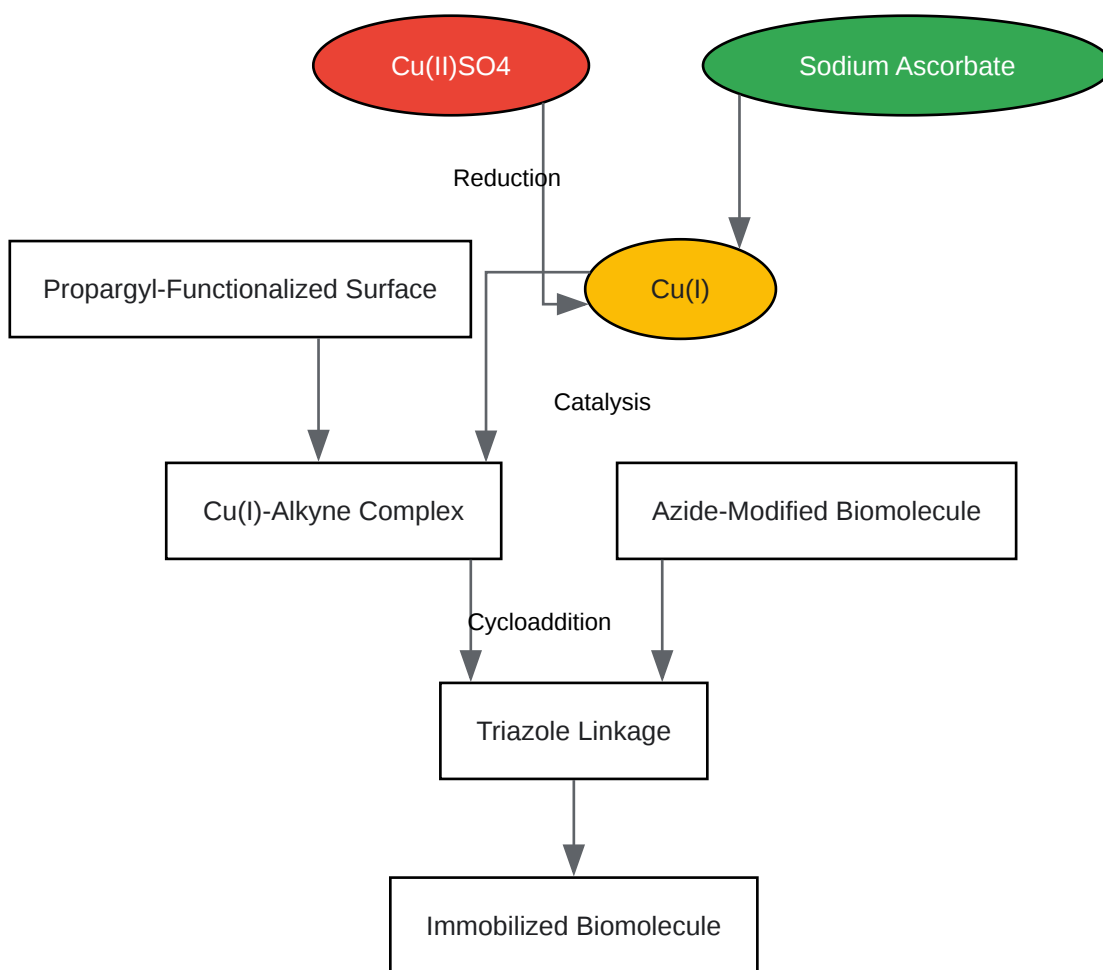 Cu(II)SO4
Sodium Ascorbate
Reduction
Propargyl-Functionalized Surface
Cu(I)
Catalysis
Cu(I)-Alkyne Complex
Azide-Modified Biomolecule
Cycloaddition
Triazole Linkage
Immobilized Biomolecule